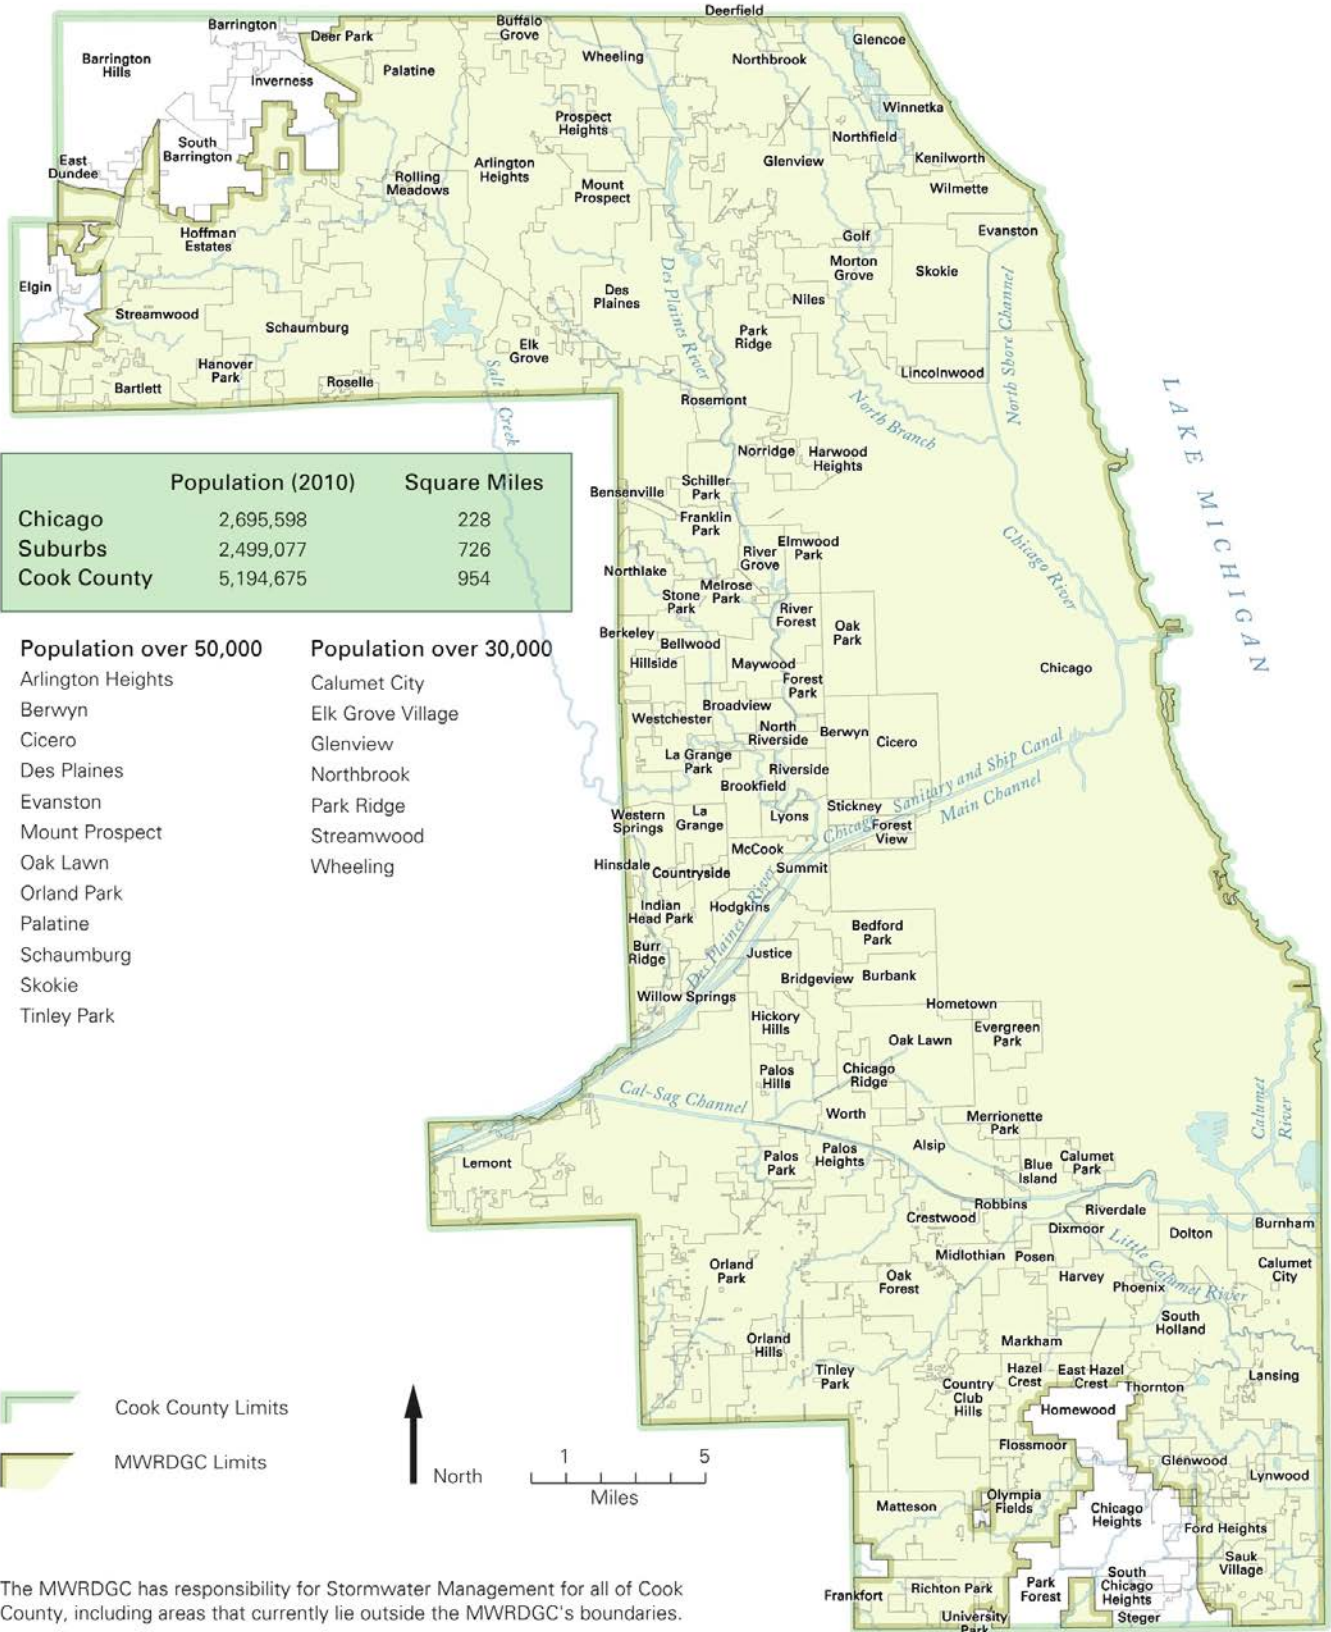 Deerfield
Barrington
Buffalo
Grove
Deer Park
Glencoe
Barrington
Hills
Wheeling
Northbrook
Palatine
Inverness
Winnetka
Prospect
Heights
Northfield
South
Barrington
East
Dundee
Arlington
Heights
Glenview
Kenilworth
Rolling
Meadows
Mount
Prospect
Wilmette
Hoffman
Estates
Golf
Evanston
Morton
Grove
Skokie
Elgin
Des
Plaines
Des Plaines River
Niles
North Shore Channel
Streamwood
Schaumburg
Park
Ridge
Elk
Grove
Hanover
Park
Bartlett
Roselle
Salt Creek
Lincolnwood
Rosemont
North Branch
LAKE MICHIGAN
Norridge
Harwood
Heights
Population (2010) Square Miles
Chicago 2,695,598 228
Suburbs 2,499,077 726
Cook County 5,194,675 954
Bensenville
Schiller
Park
Franklin
Park
Elmwood
Park
River
Grove
Chicago River
Northlake
Melrose
Park
Stone
Park
River
Forest
Oak
Park
Berkeley
Bellwood
Hillside
Maywood
Forest
Park
Chicago
Population over 50,000
Arlington Heights
Berwyn
Cicero
Des Plaines
Evanston
Mount Prospect
Oak Lawn
Orland Park
Palatine
Schaumburg
Skokie
Tinley Park
Population over 30,000
Calumet City
Elk Grove Village
Glenview
Northbrook
Park Ridge
Streamwood
Wheeling
Broadview
Westchester
North
Riverside
Berwyn
Cicero
La Grange
Park
Riverside
Brookfield
Chicago Sanitary and Ship Canal
Main Channel
Western
Springs
La
Grange
Lyons
Stickney
Forest
View
McCook
Hinsdale
Countryside
Summit
Indian
Head Park
Hodgkins
Des Plaines River
Bedford
Park
Burr
Ridge
Justice
Bridgeview
Burbank
Willow Springs
Hometown
Hickory
Hills
Evergreen
Park
Oak Lawn
Palos
Hills
Chicago
Ridge
Cal-Sag Channel
Worth
Merrionette
Park
Calumet
River
Lemont
Palos
Park
Palos
Heights
Alsip
Blue
Island
Calumet
Park
Robbins
Crestwood
Riverdale
Dixmoor
Dolton
Burnham
Midlothian
Posen
Little Calumet River
Orland
Park
Oak
Forest
Harvey
Phoenix
Calumet
City
South
Holland
Orland
Hills
Markham
Tinley
Park
Hazel
Crest
East Hazel
Crest
Thornton
Lansing
Country
Club
Hills
Homewood
Flossmoor
Glenwood
Lynwood
Matteson
Olympia
Fields
Chicago
Heights
Ford Heights
Sauk
Village
Frankfort
Richton Park
Park
Forest
South
Chicago
Heights
University
Park
Steger
Cook County Limits
MWRDGC Limits
North
1 5
Miles
The MWRDGC has responsibility for Stormwater Management for all of Cook
County, including areas that currently lie outside the MWRDGC's boundaries.